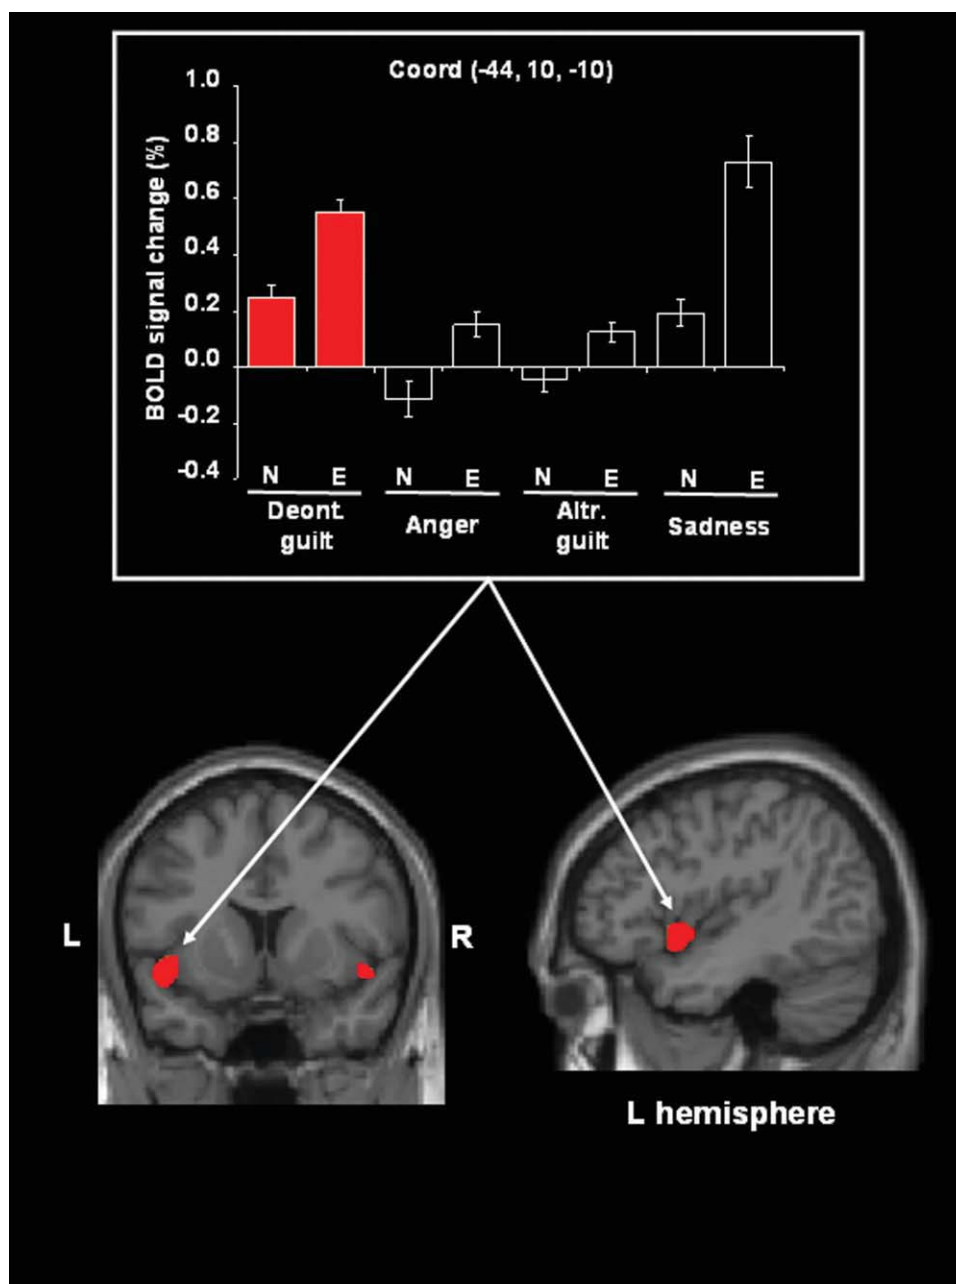 Coord (-44, 10, -10)
BOLD signal change (%)
1.0
0.8
0.6
0.4
0.2
0.0
-0.2
-0.4
N E N E N E N E
Deont. guilt
Anger
Altr. guilt
Sadness
L
R
L hemisphere